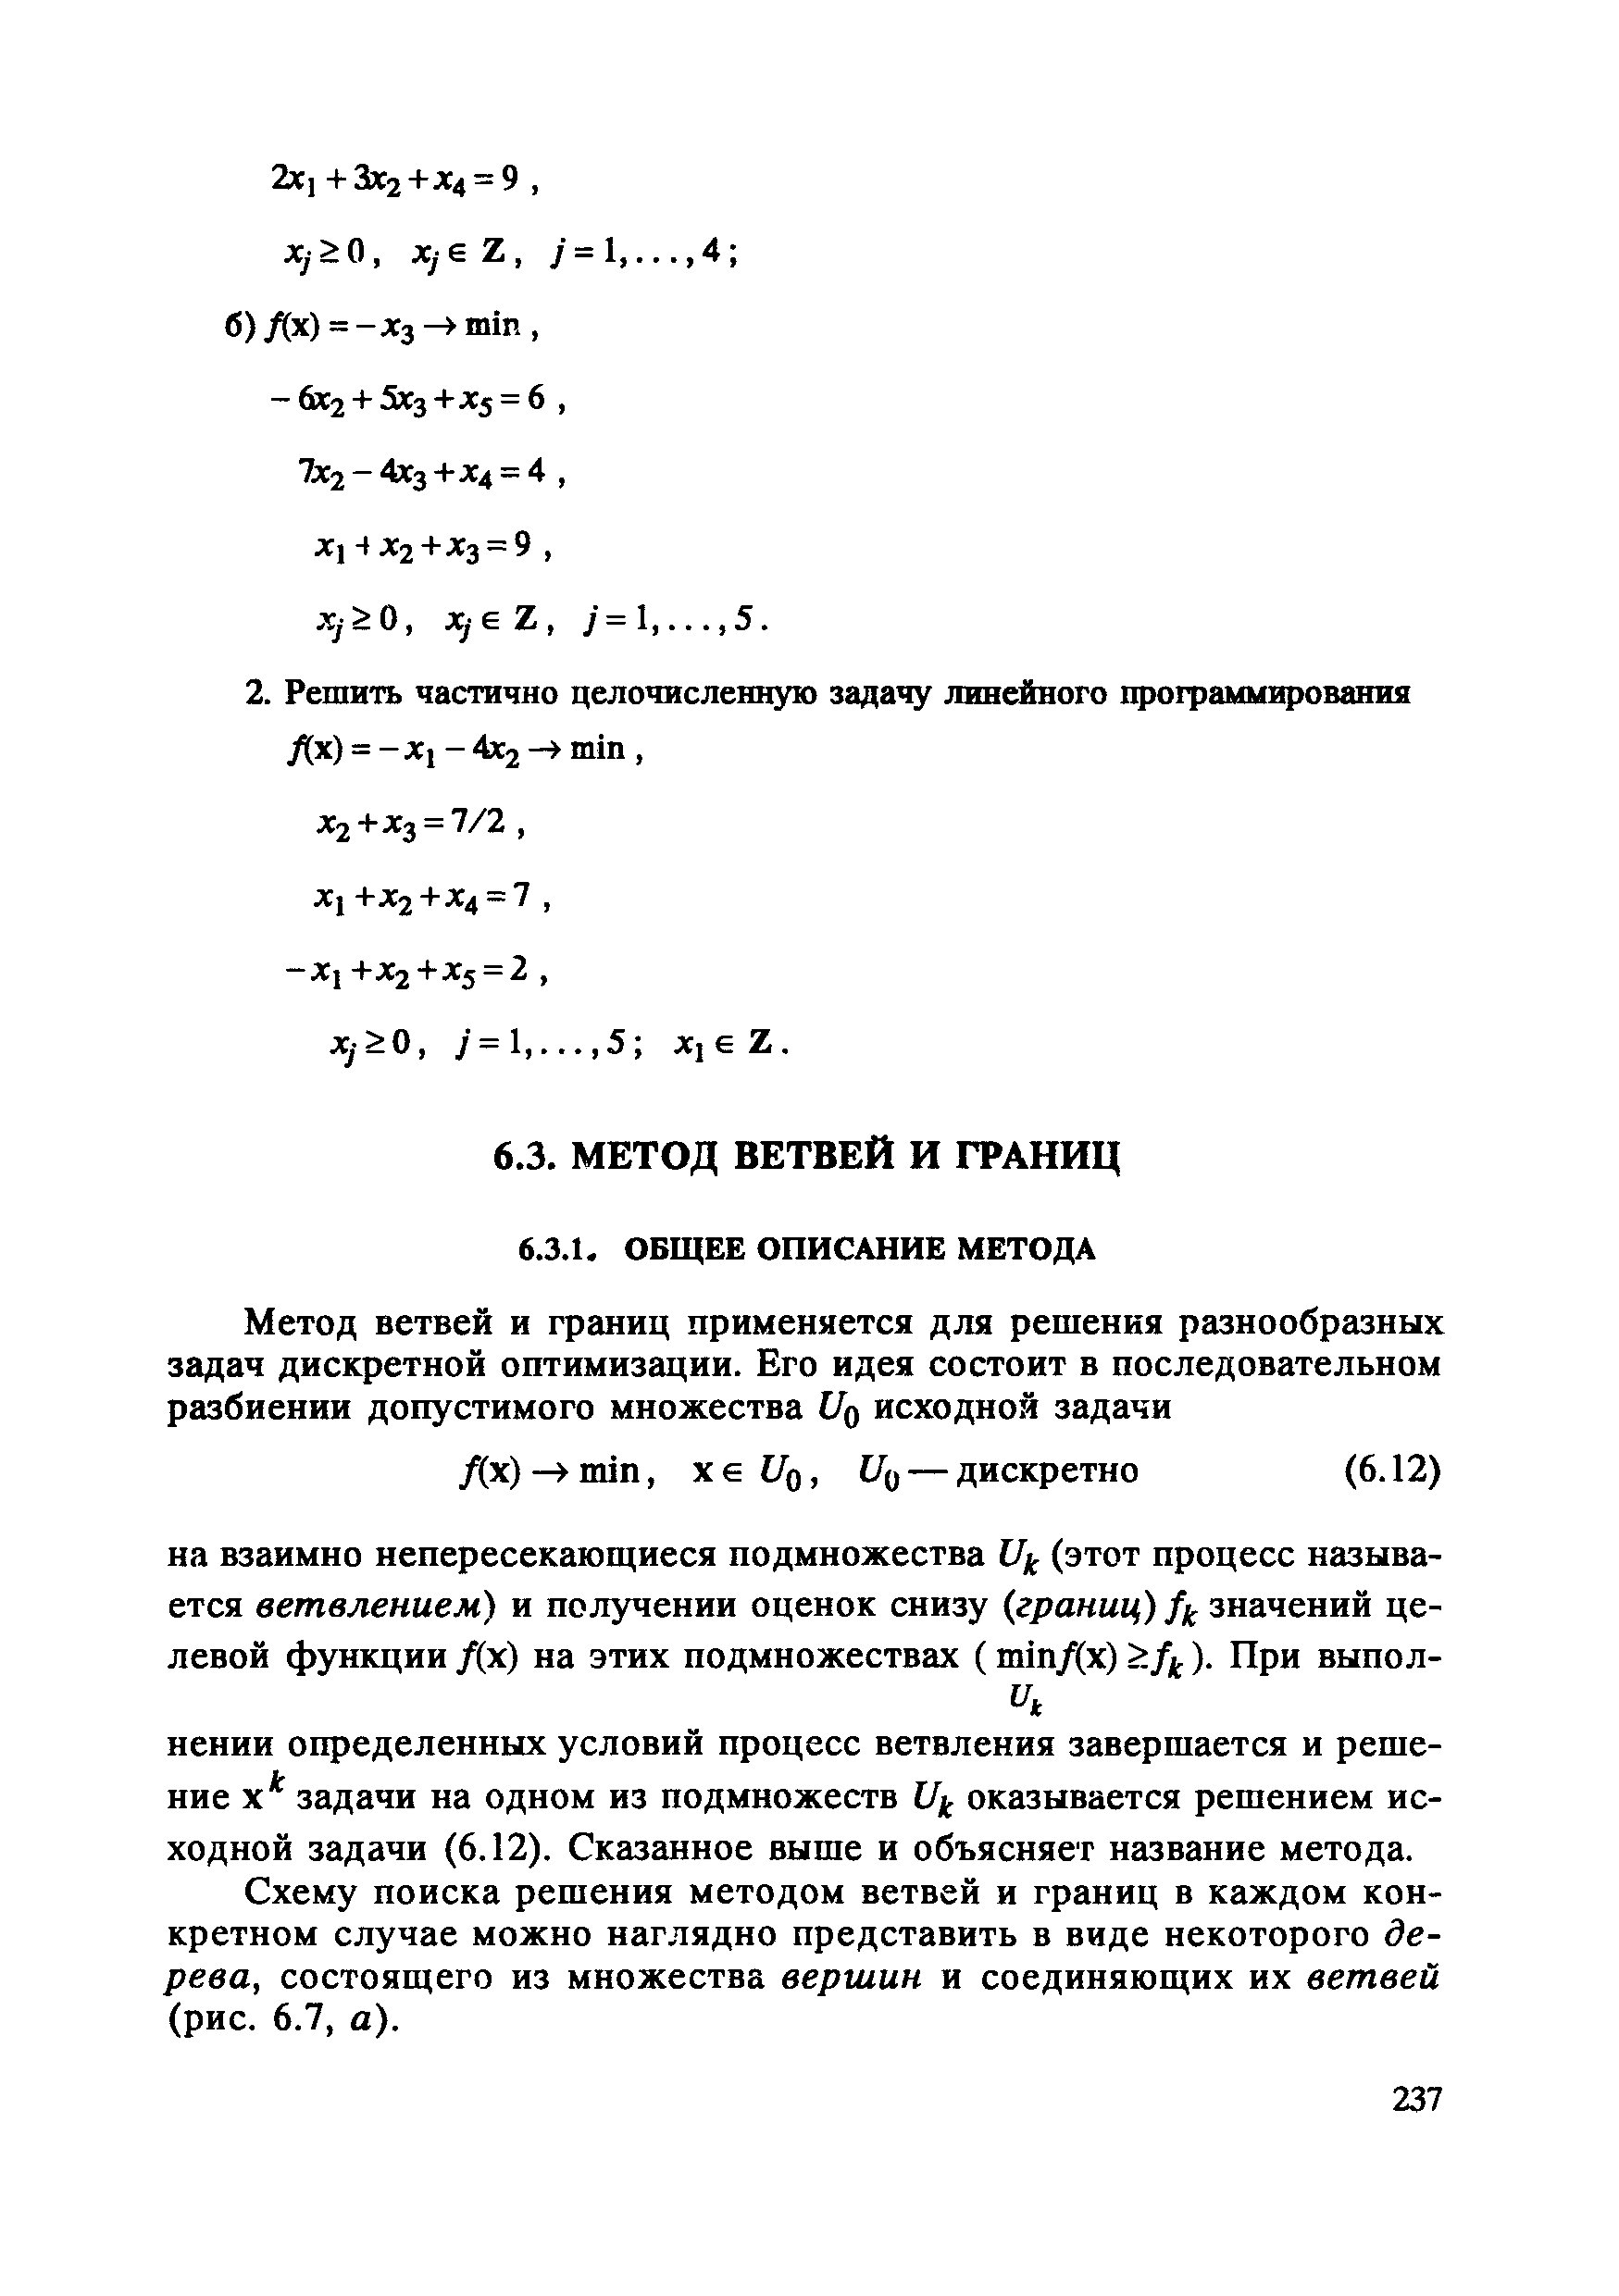 2x₁ + 3x₂ + x₄ = 9 ,
xⱼ ≥ 0 , xⱼ ∈ Z , j = 1,...,4 ;
б) f(x) = − x₃ → min ,
− 6x₂ + 5x₃ + x₅ = 6 ,
7x₂ − 4x₃ + x₄ = 4 ,
x₁ + x₂ + x₃ = 9 ,
xⱼ ≥ 0 , xⱼ ∈ Z , j = 1,...,5 .
2. Решить частично целочисленную задачу линейного программирования
f(x) = − x₁ − 4x₂ → min ,
x₂ + x₃ = 7/2 ,
x₁ + x₂ + x₄ = 7 ,
−x₁ + x₂ + x₅ = 2 ,
xⱼ ≥ 0 , j = 1,...,5 ; x₁ ∈ Z .
6.3. МЕТОД ВЕТВЕЙ И ГРАНИЦ
6.3.1. ОБЩЕЕ ОПИСАНИЕ МЕТОДА
Метод ветвей и границ применяется для решения разнообразных
задач дискретной оптимизации. Его идея состоит в последовательном
разбиении допустимого множества U₀ исходной задачи
f(x) → min , x ∈ U₀ , U₀ — дискретно (6.12)
на взаимно непересекающиеся подмножества Uₖ (этот процесс называ-
ется ветвлением) и получении оценок снизу (границ) fₖ значений це-
левой функции f(x) на этих подмножествах ( minf(x) ≥ fₖ ). При выпол-
Uₖ
нении определенных условий процесс ветвления завершается и реше-
ние xᵏ задачи на одном из подмножеств Uₖ оказывается решением ис-
ходной задачи (6.12). Сказанное выше и объясняет название метода.
Схему поиска решения методом ветвей и границ в каждом кон-
кретном случае можно наглядно представить в виде некоторого де-
рева, состоящего из множества вершин и соединяющих их ветвей
(рис. 6.7, а).
237